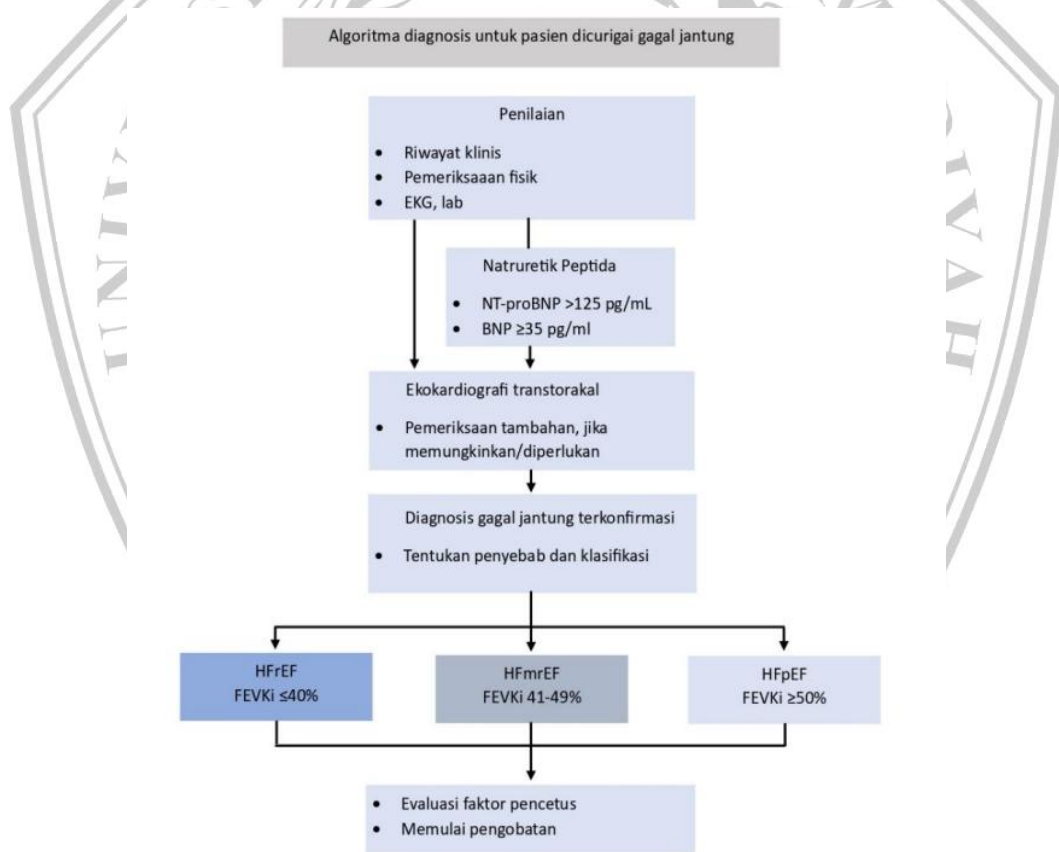 Algoritma diagnosis untuk pasien dicurigai gagal jantung
Penilaian
• Riwayat klinis
• Pemeriksaaan fisik
• EKG, lab
Natruretik Peptida
• NT-proBNP >125 pg/mL
• BNP ≥35 pg/ml
Ekokardiografi transtorakal
• Pemeriksaan tambahan, jika
memungkinkan/diperlukan
Diagnosis gagal jantung terkonfirmasi
• Tentukan penyebab dan klasifikasi
HFrEF
FEVKi ≤40%
HFmrEF
FEVKi 41-49%
HFpEF
FEVKi ≥50%
• Evaluasi faktor pencetus
• Memulai pengobatan